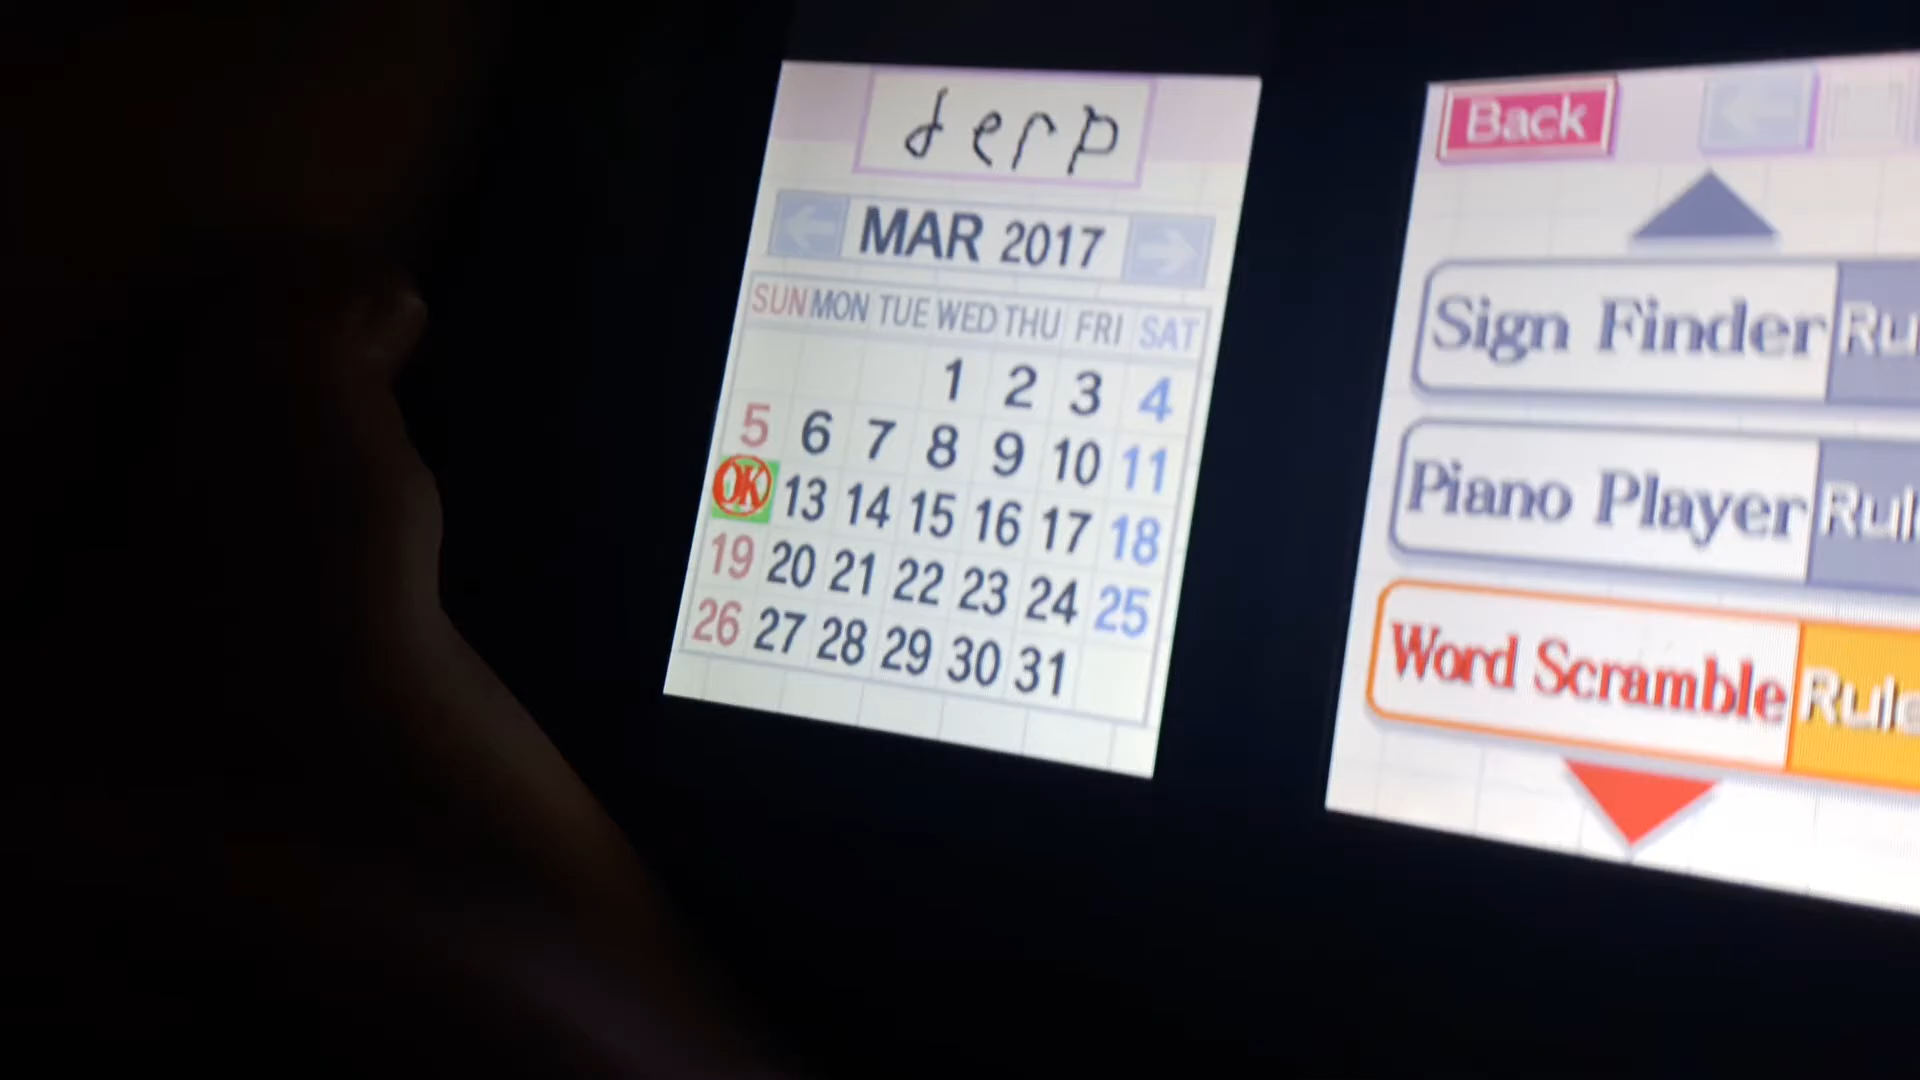 derp
MAR 2017
SUN MON TUE WED THU FRI SAT
1 2 3 4
5 6 7 8 9 10 11
OK 13 14 15 16 17 18
19 20 21 22 23 24 25
26 27 28 29 30 31
Back
Sign Finder
Piano Player
Word Scramble